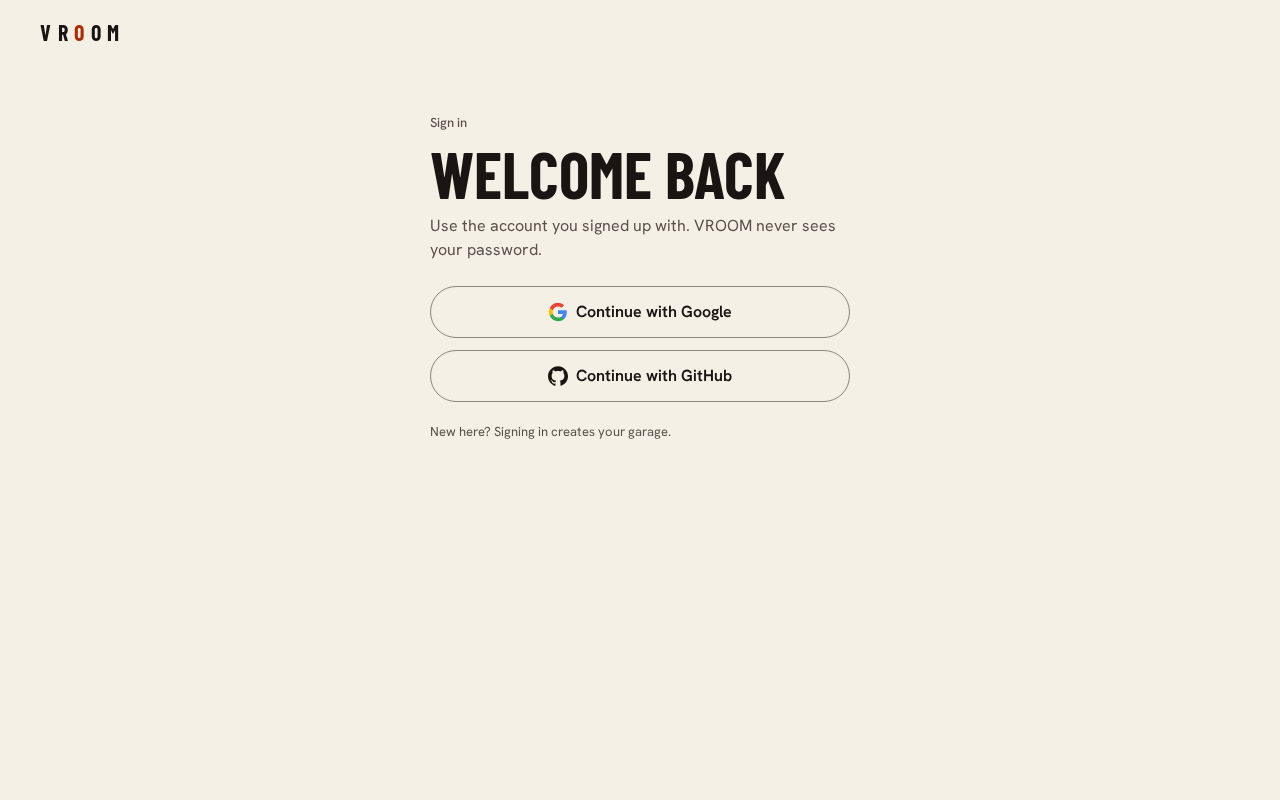 VROOM
Sign in
WELCOME BACK
Use the account you signed up with. VROOM never sees
your password.
Continue with Google
Continue with GitHub
New here? Signing in creates your garage.